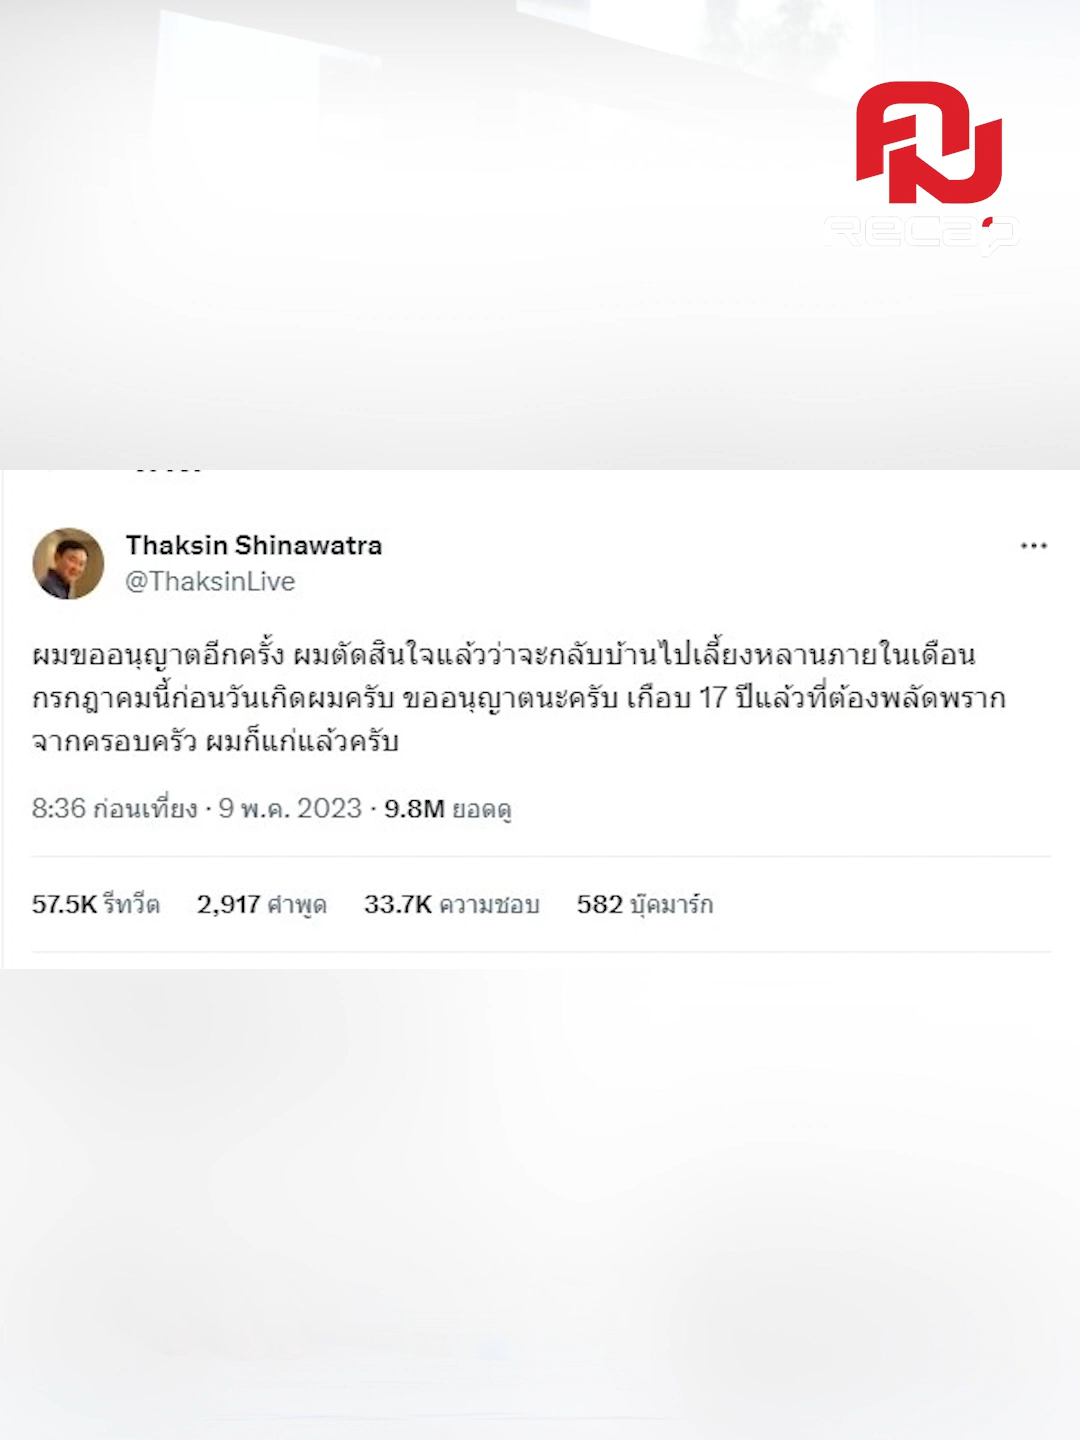 recap
Thaksin Shinawatra
@ThaksinLive
ผมขออนุญาตอีกครั้ง ผมตัดสินใจแล้วว่าจะกลับบ้านไปเลี้ยงหลานภายในเดือน
กรกฎาคมนี้ก่อนวันเกิดผมครับ ขออนุญาตนะครับ เกือบ 17 ปีแล้วที่ต้องพลัดพราก
จากครอบครัว ผมก็แก่แล้วครับ
8:36 ก่อนเที่ยง · 9 พ.ค. 2023 · 9.8M ยอดดู
57.5K รีทวีต 2,917 คำพูด 33.7K ความชอบ 582 บุ๊คมาร์ก